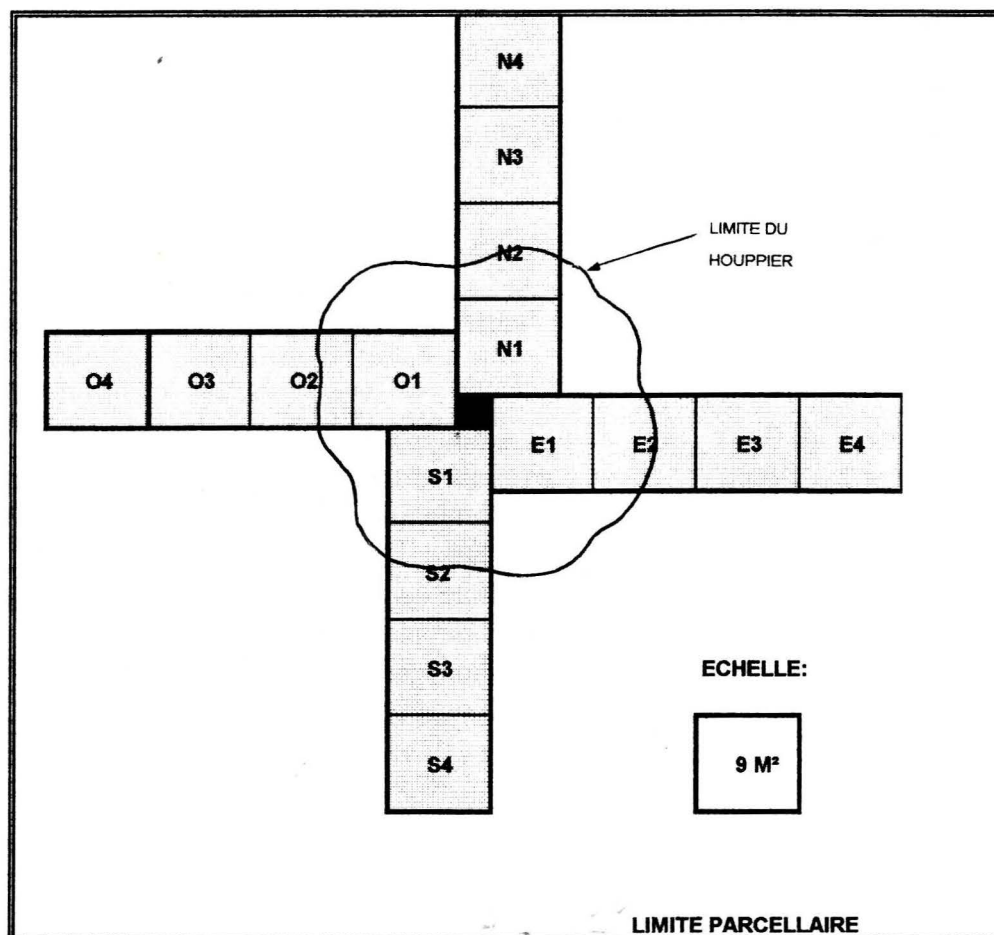 N4
N3
LIMITE DU
HOUPPIER
N2
N1
O4 O3 O2 O1
E1 E2 E3 E4
S1
S2
S3
S4
ECHELLE:
9 M²
LIMITE PARCELLAIRE